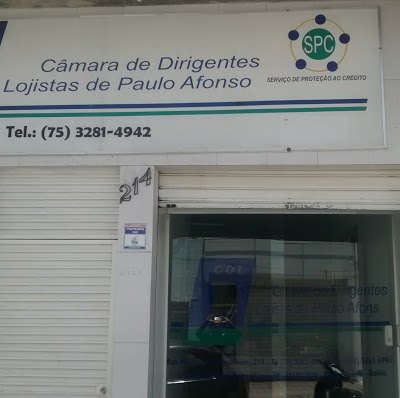 SPC
Câmara de Dirigentes
Lojistas de Paulo Afonso
SERVIÇO DE PROTEÇÃO AO CRÉDITO
Tel.: (75) 3281-4942
214
CDL
Câmara de Dirigentes
Lojistas de Paulo Afons